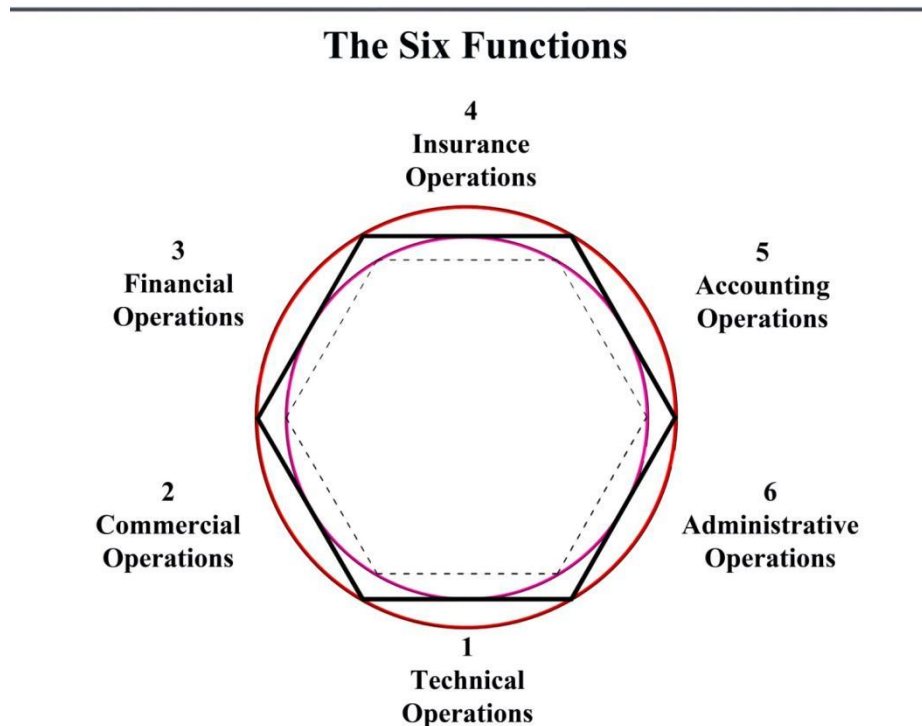 The Six Functions
4
Insurance
Operations
3
Financial
Operations
5
Accounting
Operations
2
Commercial
Operations
6
Administrative
Operations
1
Technical
Operations